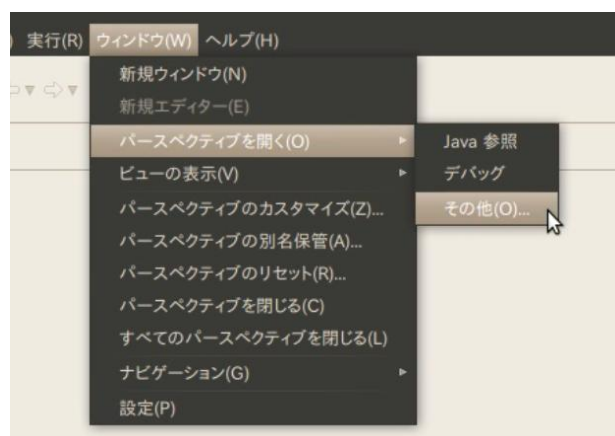 実行(R) ウィンドウ(W) ヘルプ(H)
新規ウィンドウ(N)
新規エディター(E)
パースペクティブを開く(O)
ビューの表示(V)
パースペクティブのカスタマイズ(Z)...
パースペクティブの別名保管(A)...
パースペクティブのリセット(R)...
パースペクティブを閉じる(C)
すべてのパースペクティブを閉じる(L)
ナビゲーション(G)
設定(P)
Java 参照
デバッグ
その他(O)...